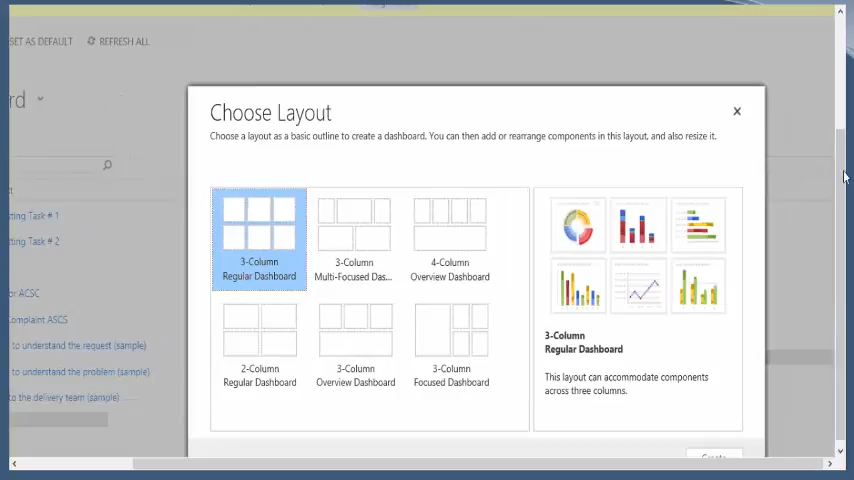 SET AS DEFAULT
REFRESH ALL
rd
Choose Layout
Choose a layout as a basic outline to create a dashboard. You can then add or rearrange components in this layout, and also resize it.
3-Column
Regular Dashboard
3-Column
Multi-Focused Das...
4-Column
Overview Dashboard
2-Column
Regular Dashboard
3-Column
Overview Dashboard
3-Column
Focused Dashboard
3-Column
Regular Dashboard
This layout can accommodate components
across three columns.
ting Task # 1
ting Task # 2
or ACSC
Complaint ASCS
to understand the request (sample)
to understand the problem (sample)
to the delivery team (sample)
Create